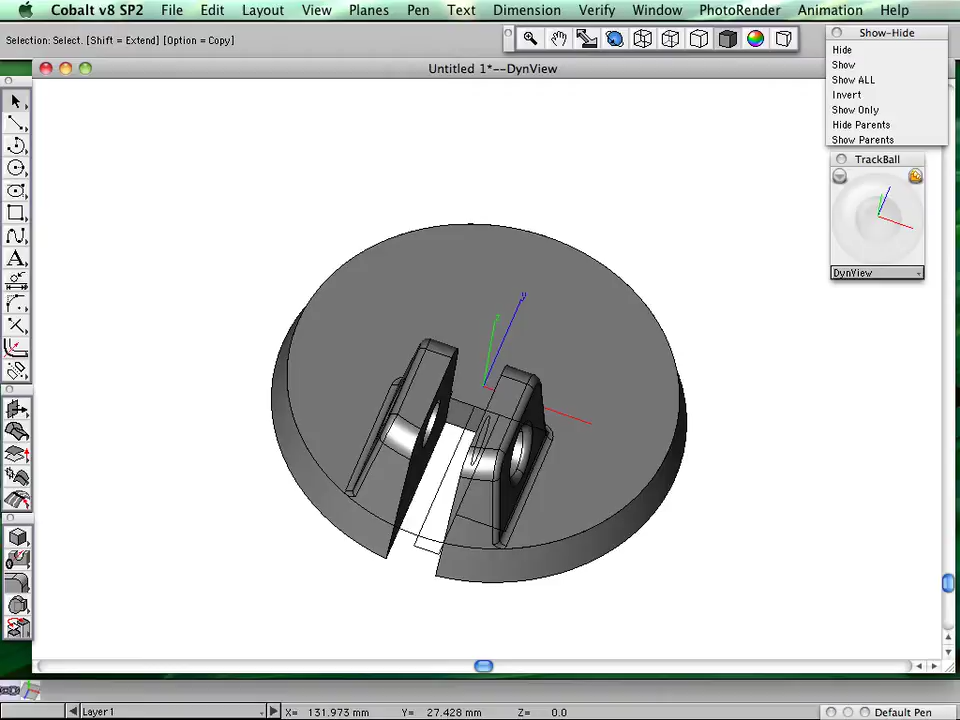 Cobalt v8 SP2 File Edit Layout View Planes Pen Text Dimension Verify Window PhotoRender Animation Help
Selection: Select. [Shift = Extend] [Option = Copy]
Show-Hide
Hide
Show
Show ALL
Invert
Show Only
Hide Parents
Show Parents
Untitled 1*--DynView
TrackBall
DynView
y
z
A
Layer1 X= 131.973 mm Y= 27.428 mm Z= 0.0 Default Pen